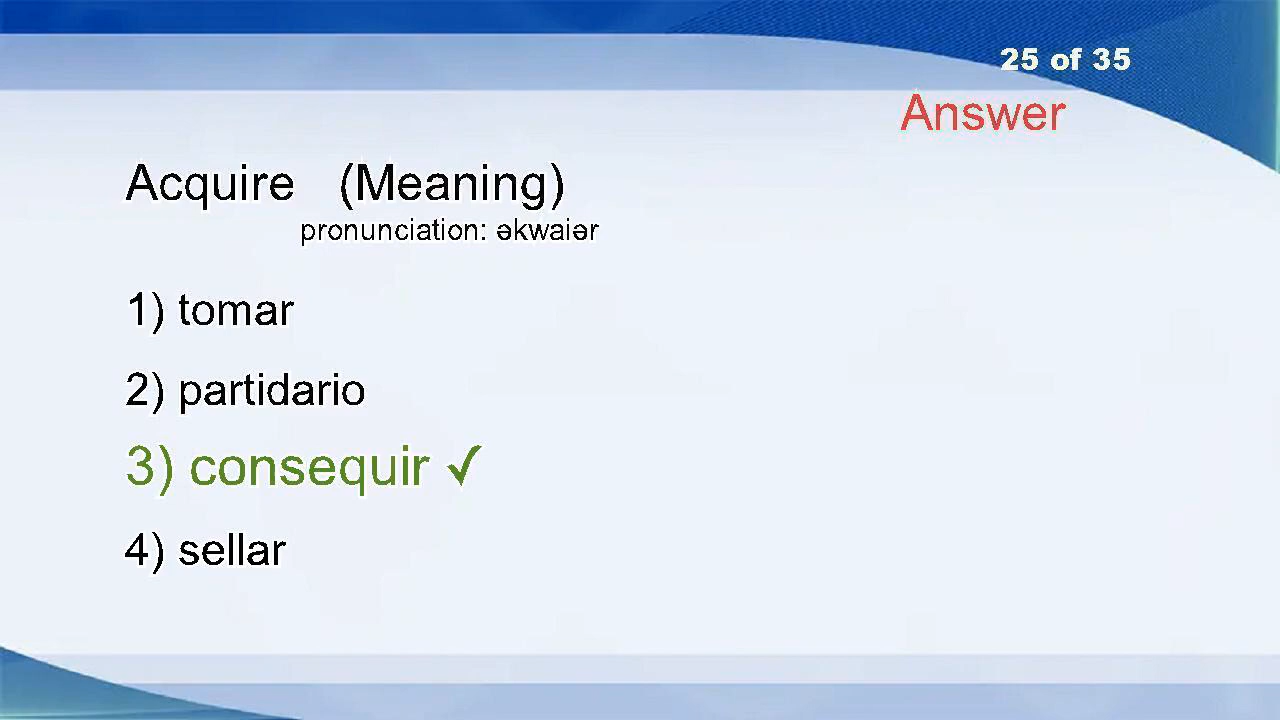 25 of 35
Answer
Acquire (Meaning)
pronunciation: əkwaiər
1) tomar
2) partidario
3) consequir ✓
4) sellar